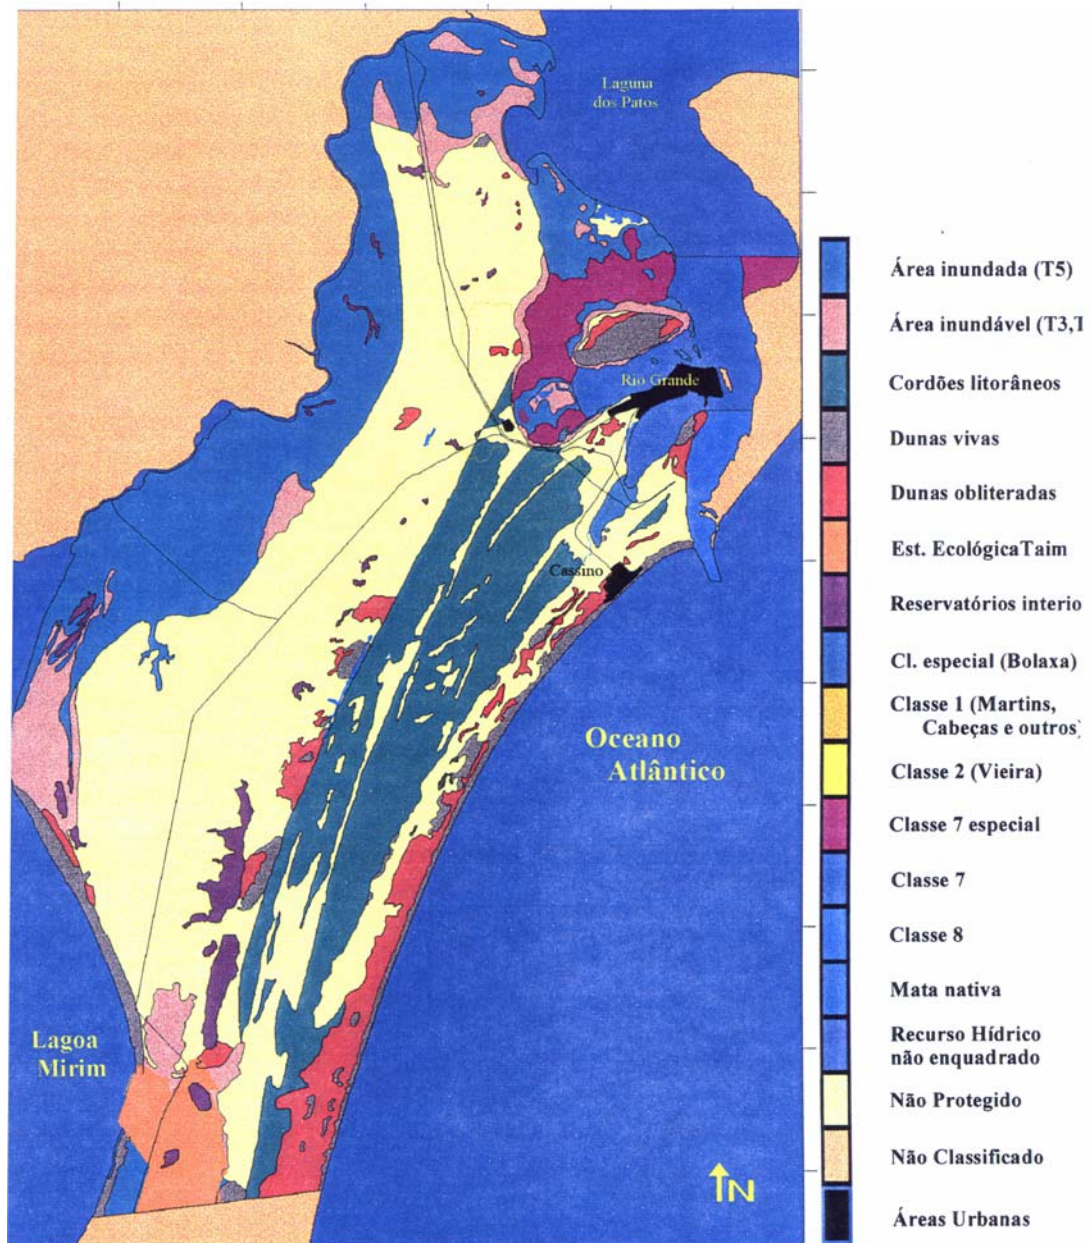 Laguna
dos Patos
Rio Grande
Cassino
Oceano
Atlântico
Lagoa
Mirim
N
Área inundada (T5)
Área inundável (T3,T
Cordões litorâneos
Dunas vivas
Dunas obliteradas
Est. EcológicaTaim
Reservatórios interio
Cl. especial (Bolaxa)
Classe 1 (Martins,
Cabeças e outros)
Classe 2 (Vieira)
Classe 7 especial
Classe 7
Classe 8
Mata nativa
Recurso Hídrico
não enquadrado
Não Protegido
Não Classificado
Áreas Urbanas